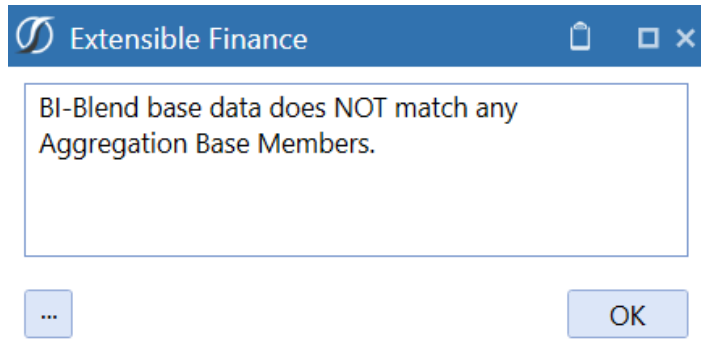 Extensible Finance
BI-Blend base data does NOT match any
Aggregation Base Members.
...
OK